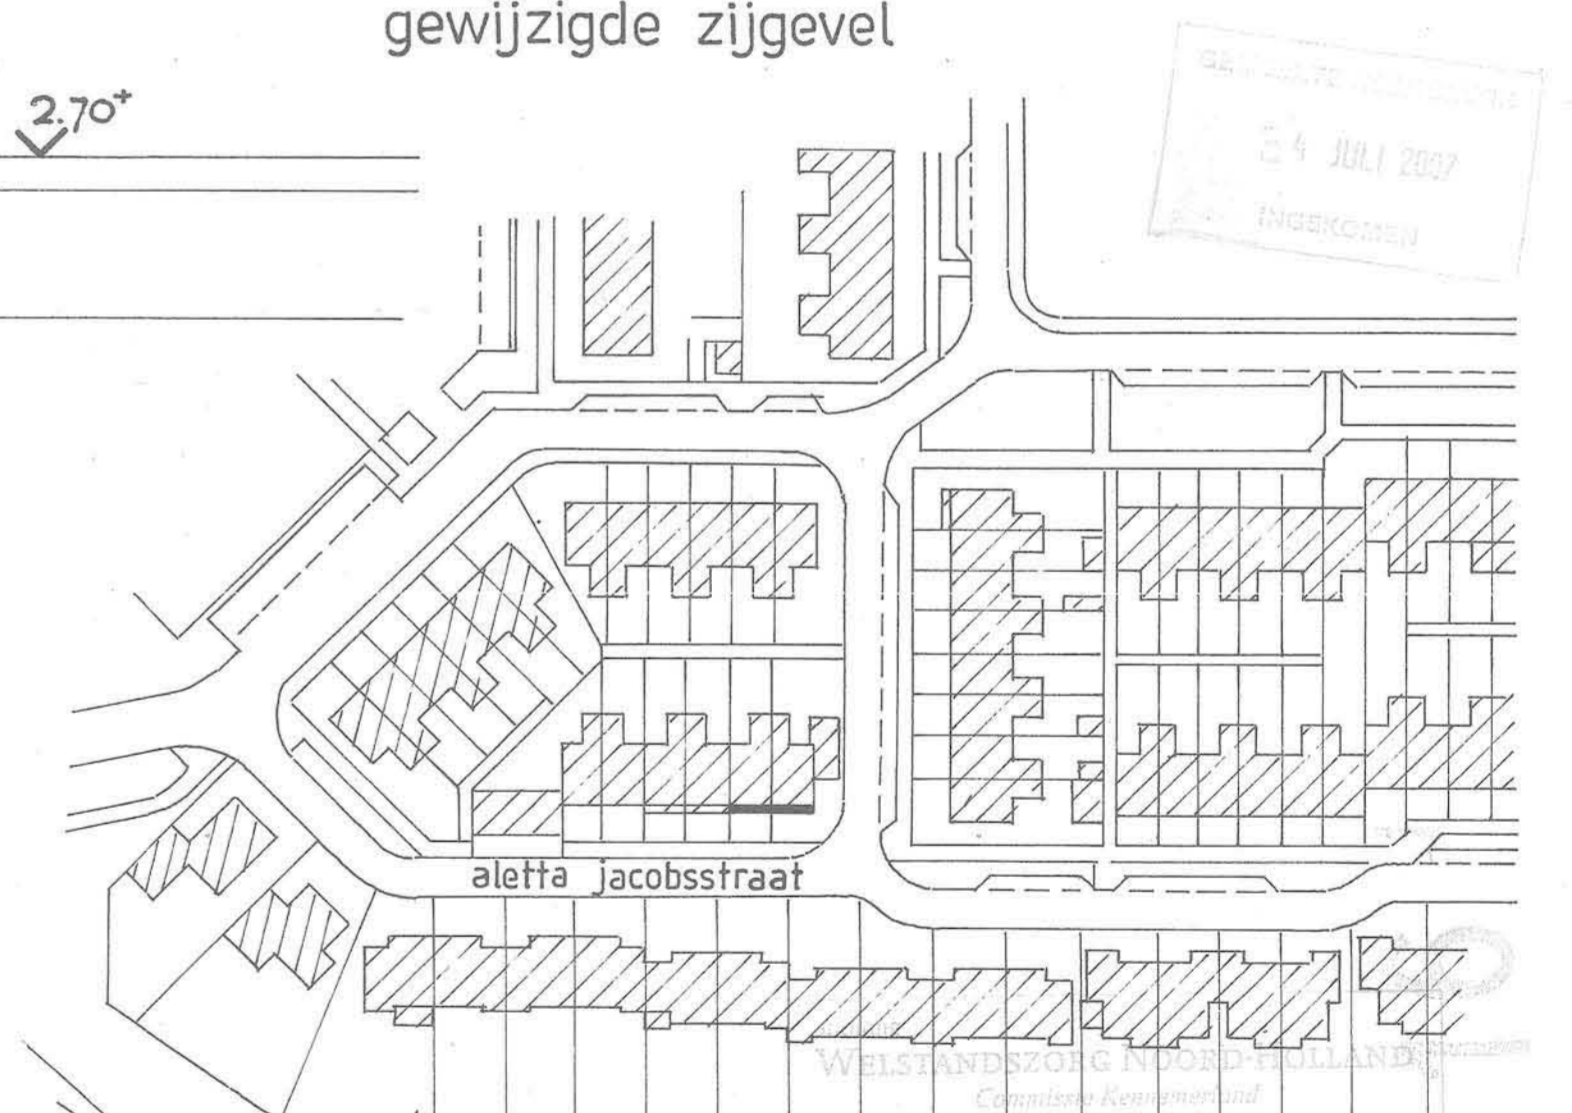 gewijzigde zijgevel
2.70+
4 JULI 2007
INGEKOMEN
aletta jacobsstraat
WELSTANDSZORG NOORD-HOLLAND
Commissie Kennemerland